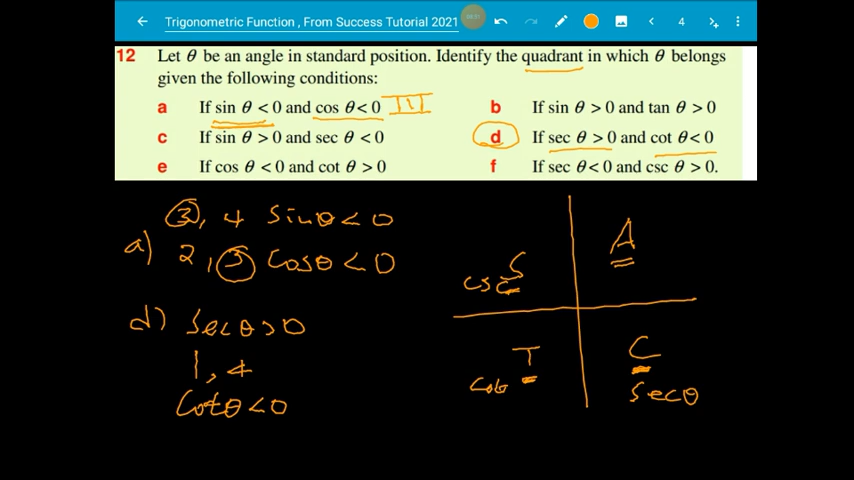 Trigonometric Function , From Success Tutorial 2021
4
12 Let θ be an angle in standard position. Identify the quadrant in which θ belongs
given the following conditions:
a If sin θ < 0 and cos θ < 0 III
b If sin θ > 0 and tan θ > 0
c If sin θ > 0 and sec θ < 0
d If sec θ > 0 and cot θ < 0
e If cos θ < 0 and cot θ > 0
f If sec θ < 0 and csc θ > 0.
3, 4 Sinθ < 0
a) 2, 3 Cosθ < 0
d) Secθ > 0
1, 4
Cotθ < 0
A
S
csc
T
cot
C
Secθ